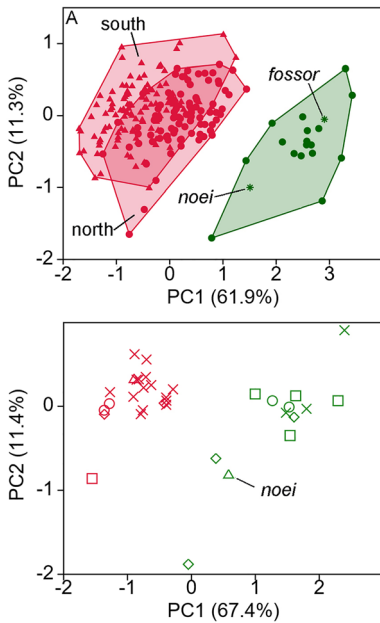 A
south
fossor
noei
north
1
0
-1
-2
PC2 (11.3%)
-2 -1 0 1 2 3
PC1 (61.9%)
1
0
-1
-2
PC2 (11.4%)
noei
-2 -1 0 1 2
PC1 (67.4%)